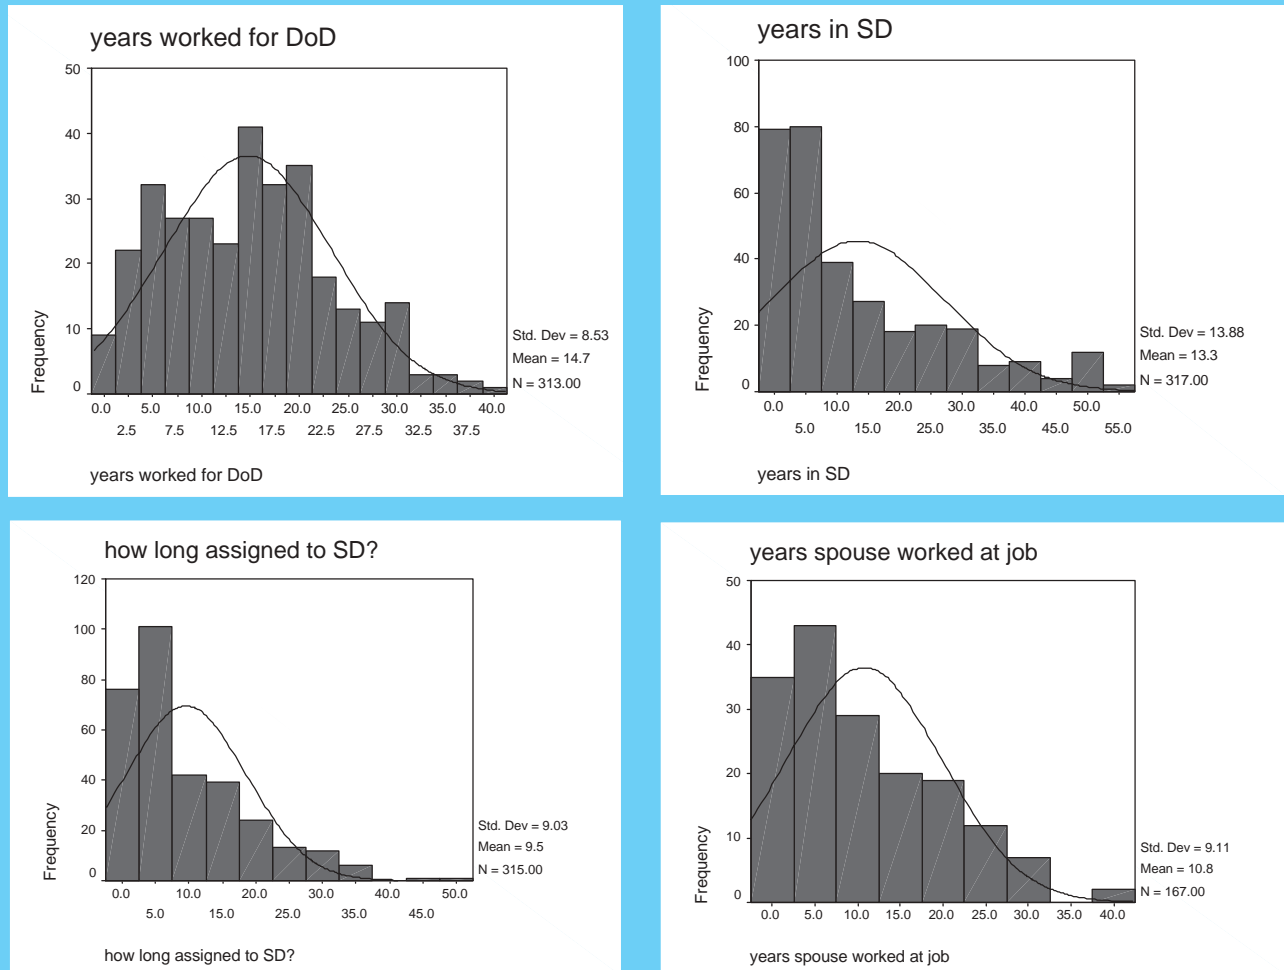 years worked for DoD
50
40
30
20
10
0
Frequency
0.0 5.0 10.0 15.0 20.0 25.0 30.0 35.0 40.0
2.5 7.5 12.5 17.5 22.5 27.5 32.5 37.5
years worked for DoD
Std. Dev = 8.53
Mean = 14.7
N = 313.00
years in SD
100
80
60
40
20
0
Frequency
0.0 10.0 20.0 30.0 40.0 50.0
5.0 15.0 25.0 35.0 45.0 55.0
years in SD
Std. Dev = 13.88
Mean = 13.3
N = 317.00
how long assigned to SD?
120
100
80
60
40
20
0
Frequency
0.0 10.0 20.0 30.0 40.0 50.0
5.0 15.0 25.0 35.0 45.0
how long assigned to SD?
Std. Dev = 9.03
Mean = 9.5
N = 315.00
years spouse worked at job
50
40
30
20
10
0
Frequency
0.0 5.0 10.0 15.0 20.0 25.0 30.0 35.0 40.0
years spouse worked at job
Std. Dev = 9.11
Mean = 10.8
N = 167.00